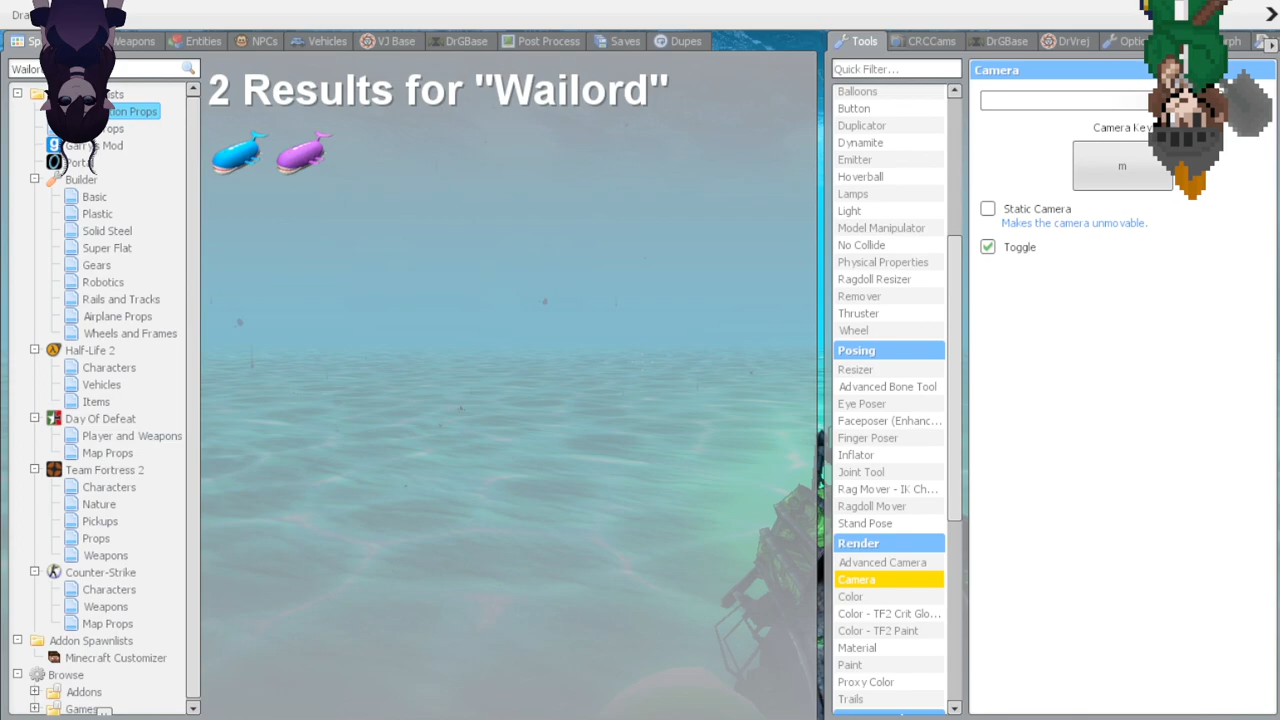 Dra
Weapons
Entities
NPCs
Vehicles
VJ Base
DrGBase
Post Process
Saves
Dupes
Tools
CRCCams
DrGBase
DrVrej
Wailor
2 Results for "Wailord"
Garry's Mod
Builder
Basic
Plastic
Solid Steel
Super Flat
Gears
Robotics
Rails and Tracks
Airplane Props
Wheels and Frames
Half-Life 2
Characters
Vehicles
Items
Day Of Defeat
Player and Weapons
Map Props
Team Fortress 2
Characters
Nature
Pickups
Props
Weapons
Counter-Strike
Characters
Weapons
Map Props
Addon Spawnlists
Minecraft Customizer
Browse
Addons
Games
Quick Filter...
Balloons
Button
Duplicator
Dynamite
Emitter
Hoverball
Lamps
Light
Model Manipulator
No Collide
Physical Properties
Ragdoll Resizer
Remover
Thruster
Wheel
Posing
Resizer
Advanced Bone Tool
Eye Poser
Faceposer (Enhanc...
Finger Poser
Inflator
Joint Tool
Rag Mover - IK Ch...
Ragdoll Mover
Stand Pose
Render
Advanced Camera
Camera
Color
Color - TF2 Crit Glo...
Color - TF2 Paint
Material
Paint
Proxy Color
Trails
Camera
Camera Key
m
Static Camera
Makes the camera unmovable.
Toggle